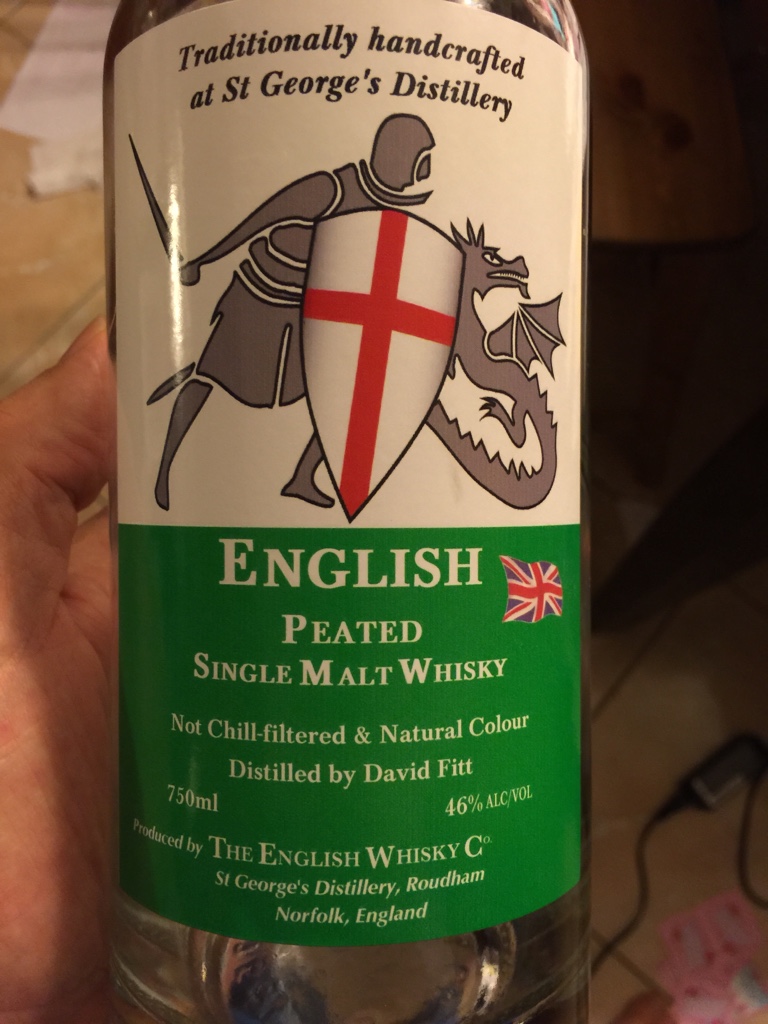 Traditionally handcrafted
at St George's Distillery
ENGLISH
PEATED
SINGLE MALT WHISKY
Not Chill-filtered & Natural Colour
Distilled by David Fitt
750ml 46% ALC/VOL
Produced by THE ENGLISH WHISKY Co.
St George's Distillery, Roudham
Norfolk, England